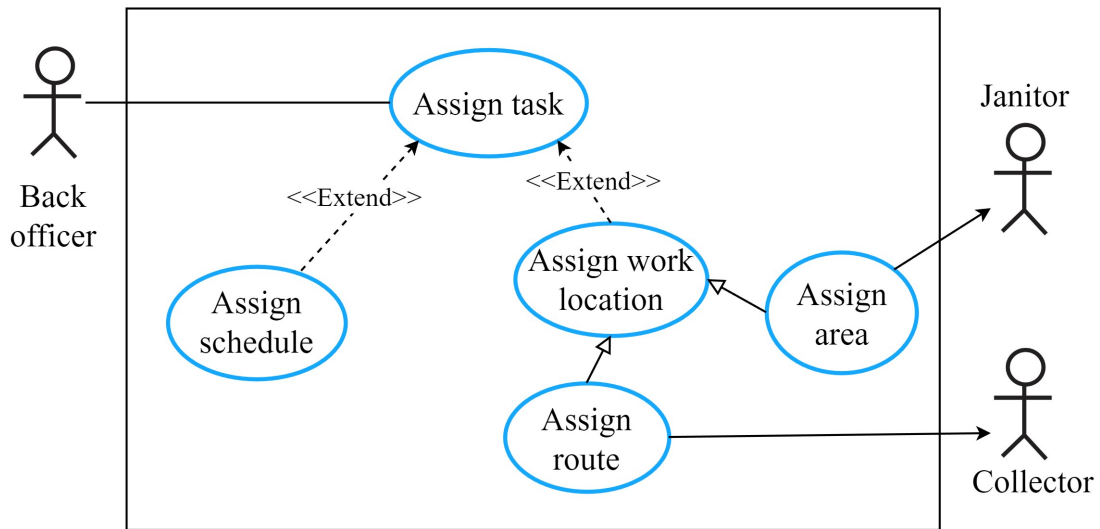 Assign task
Janitor
<<Extend>>
<<Extend>>
Back
officer
Assign work
location
Assign
schedule
Assign
area
Assign
route
Collector